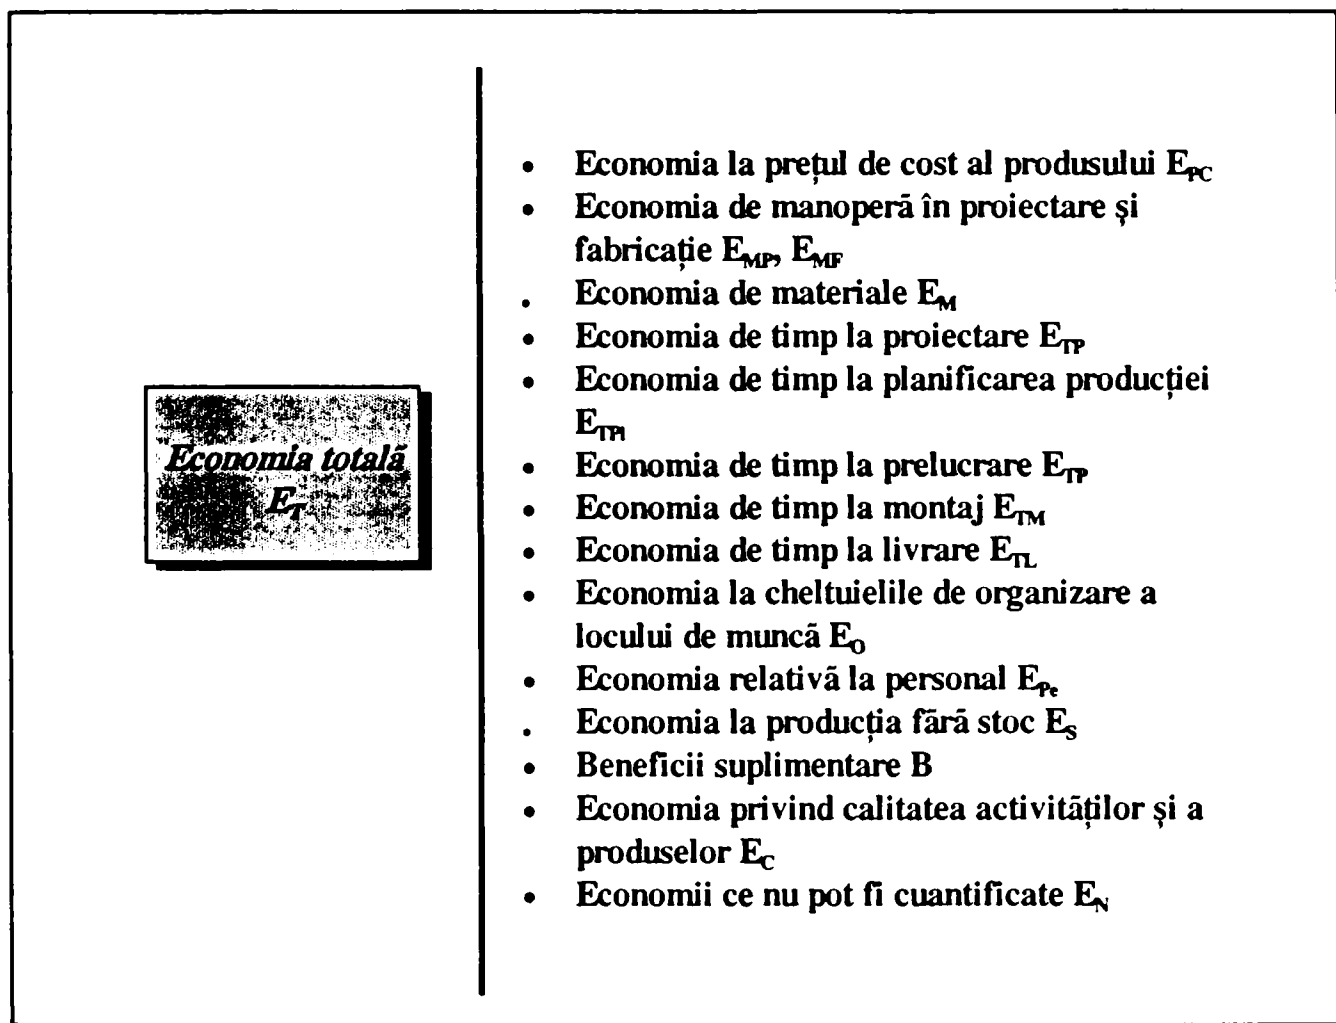 Economia totală
E_T
• Economia la prețul de cost al produsului E_PC
• Economia de manoperă în proiectare și
fabricație E_MP, E_MF
• Economia de materiale E_M
• Economia de timp la proiectare E_TP
• Economia de timp la planificarea producției
E_TPl
• Economia de timp la prelucrare E_TP
• Economia de timp la montaj E_TM
• Economia de timp la livrare E_TL
• Economia la cheltuielile de organizare a
locului de muncă E_O
• Economia relativă la personal E_Pe
• Economia la producția fără stoc E_S
• Beneficii suplimentare B
• Economia privind calitatea activităților și a
produselor E_C
• Economii ce nu pot fi cuantificate E_N